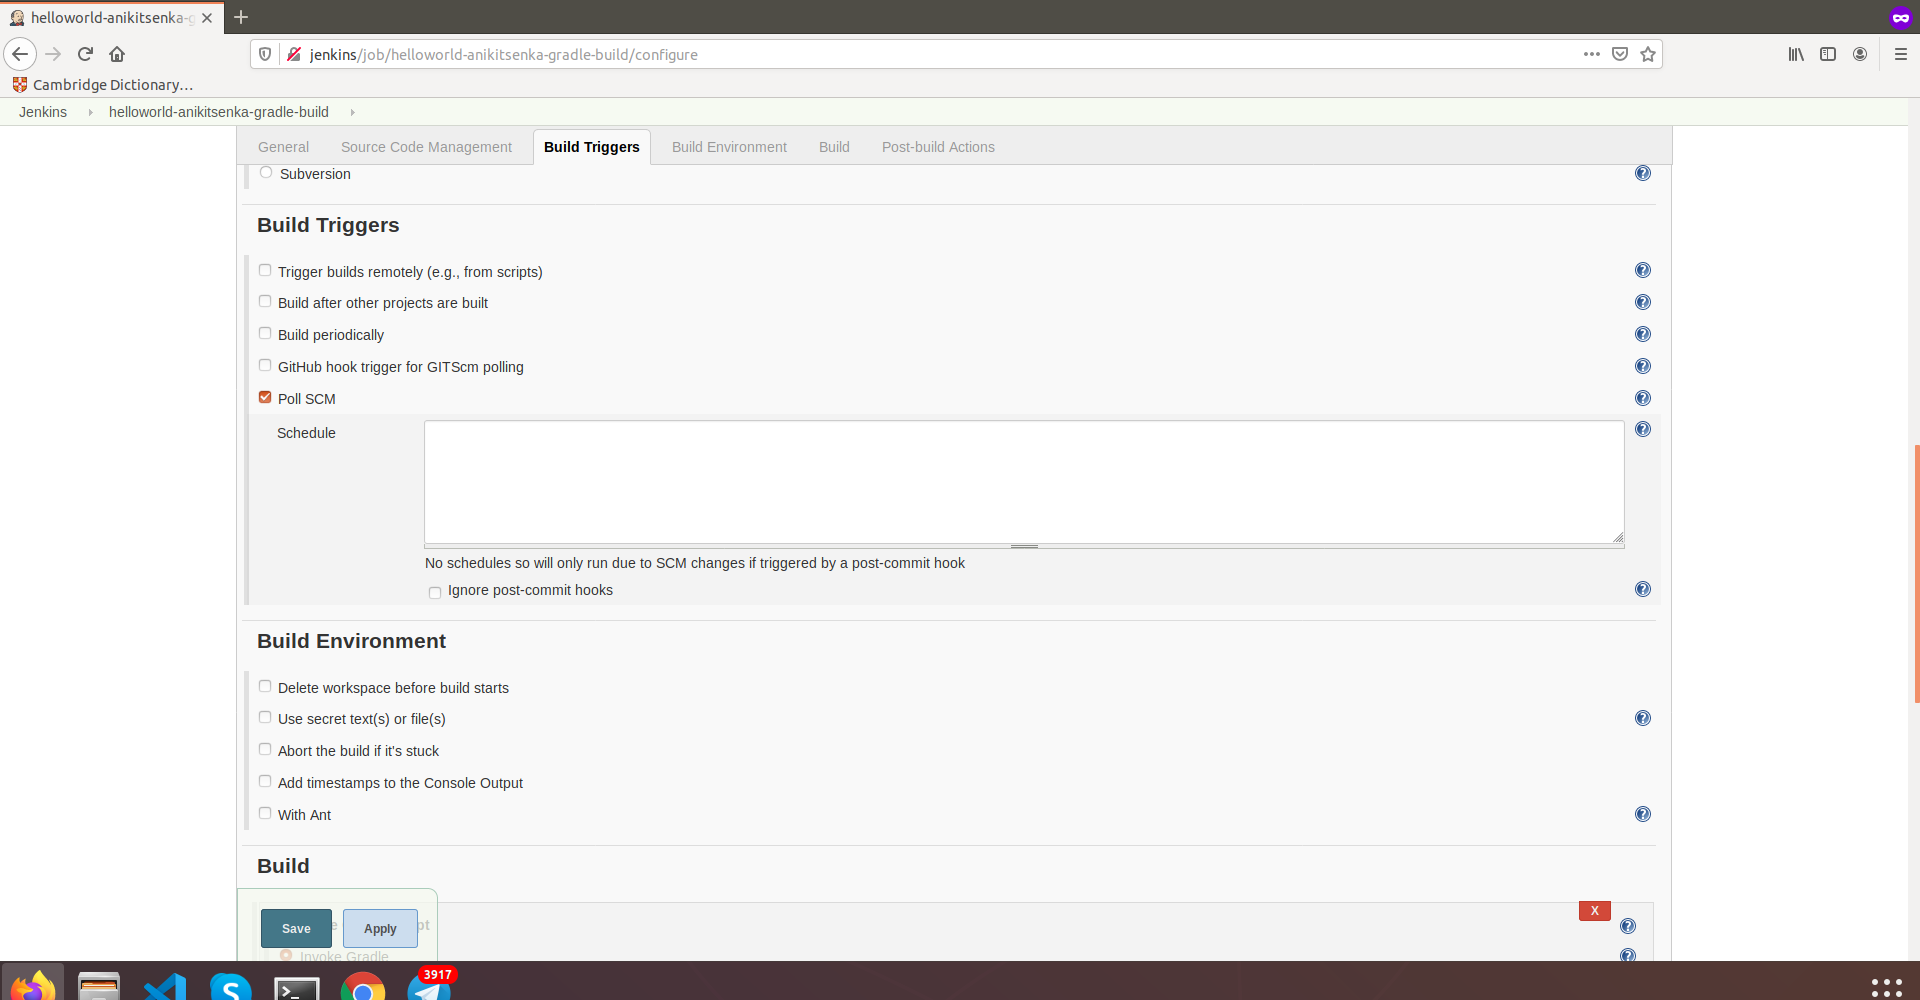 helloworld-anikitsenka-g
jenkins/job/helloworld-anikitsenka-gradle-build/configure
Cambridge Dictionary...
Jenkins helloworld-anikitsenka-gradle-build
General Source Code Management Build Triggers Build Environment Build Post-build Actions
Subversion
Build Triggers
Trigger builds remotely (e.g., from scripts)
Build after other projects are built
Build periodically
GitHub hook trigger for GITScm polling
Poll SCM
Schedule
No schedules so will only run due to SCM changes if triggered by a post-commit hook
Ignore post-commit hooks
Build Environment
Delete workspace before build starts
Use secret text(s) or file(s)
Abort the build if it's stuck
Add timestamps to the Console Output
With Ant
Build
X
Save Apply
Invoke Gradle
3917